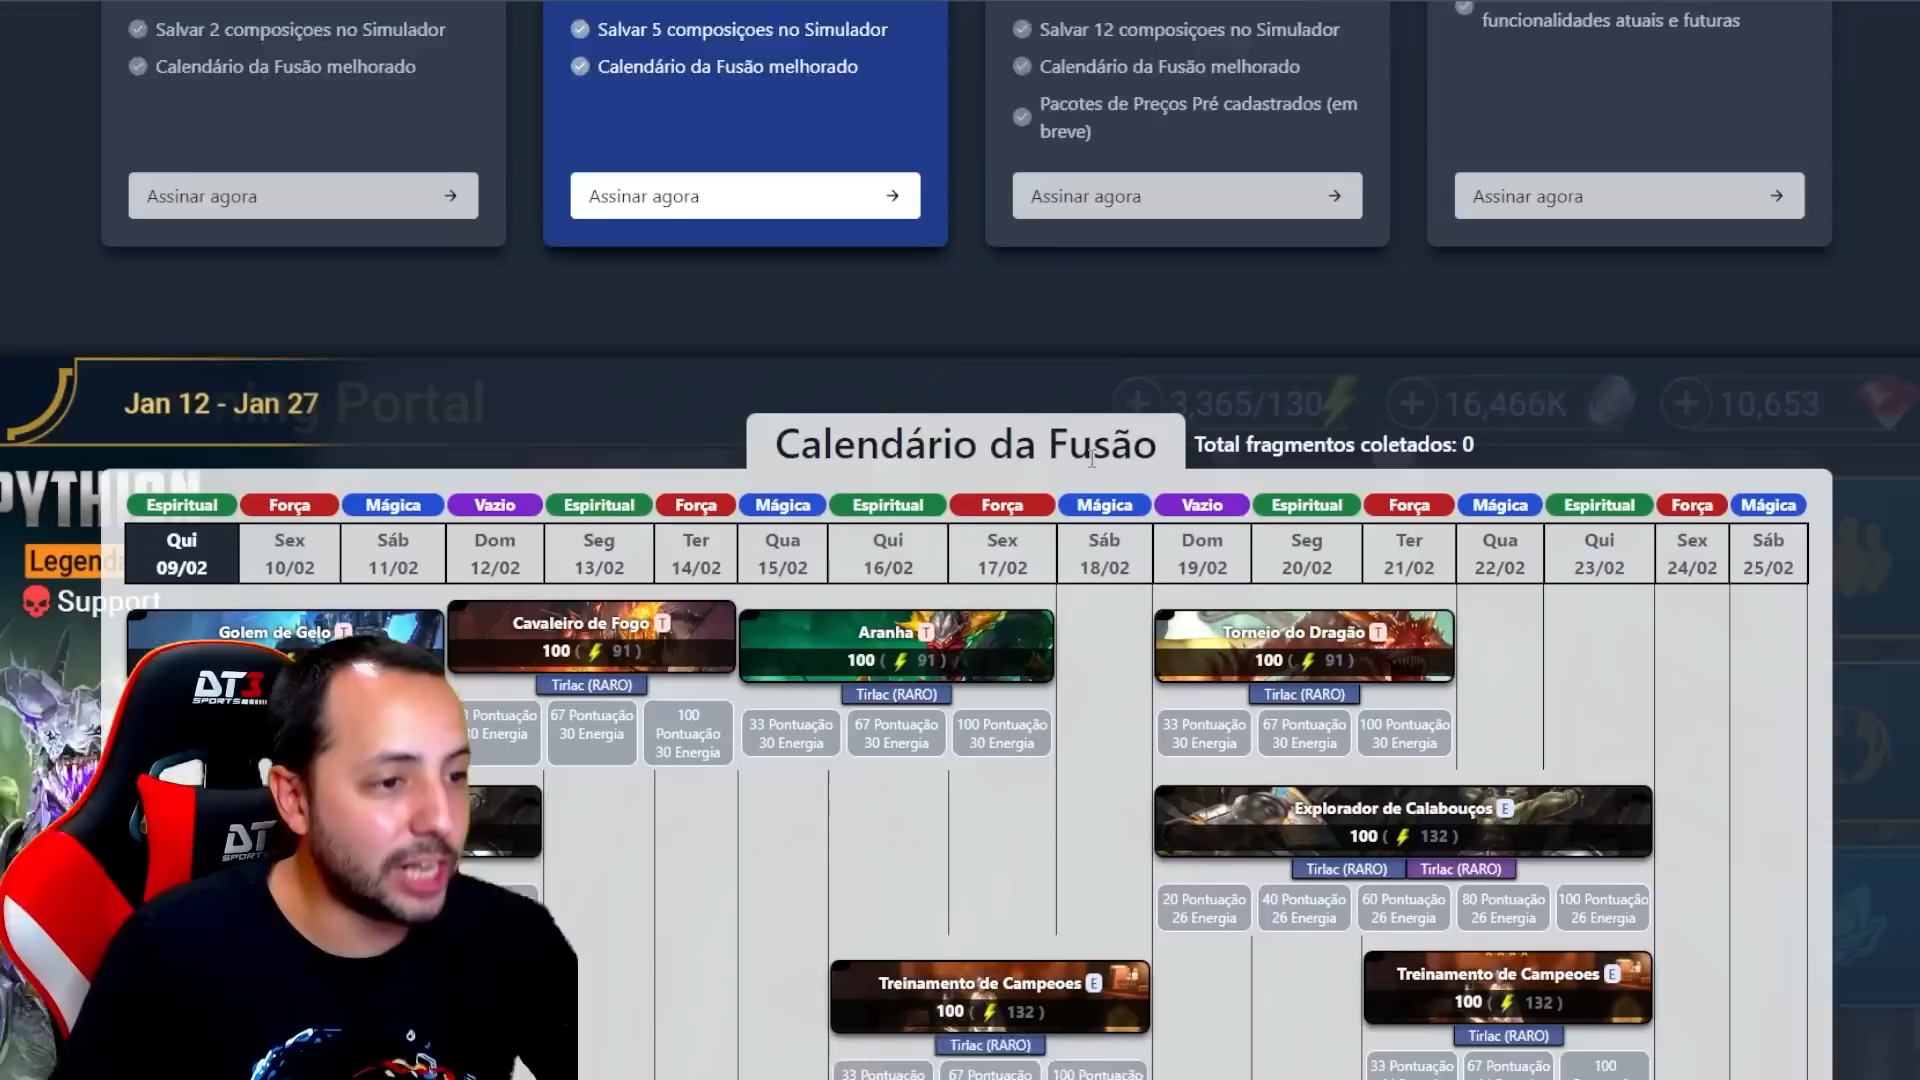 Salvar 2 composiçoes no Simulador
Calendário da Fusão melhorado
Assinar agora
Salvar 5 composiçoes no Simulador
Calendário da Fusão melhorado
Assinar agora
Salvar 12 composiçoes no Simulador
Calendário da Fusão melhorado
Pacotes de Preços Pré cadastrados (em
breve)
Assinar agora
funcionalidades atuais e futuras
Assinar agora
Jan 12 - Jan 27
Portal
3,365/130
16,466K
10,653
Calendário da Fusão
Total fragmentos coletados: 0
PYTHION
Support
Espiritual Força Mágica Vazio Espiritual Força Mágica Espiritual Força Mágica Vazio Espiritual Força Mágica Espiritual Força Mágica
Qui Sex Sáb Dom Seg Ter Qua Qui Sex Sáb Dom Seg Ter Qua Qui Sex Sáb
09/02 10/02 11/02 12/02 13/02 14/02 15/02 16/02 17/02 18/02 19/02 20/02 21/02 22/02 23/02 24/02 25/02
Golem de Gelo T
Cavaleiro de Fogo T
100 ( 91 )
Tirlac (RARO)
Pontuação
Energia
67 Pontuação
30 Energia
100
Pontuação
30 Energia
Aranha T
100 ( 91 )
Tirlac (RARO)
33 Pontuação
30 Energia
67 Pontuação
30 Energia
100 Pontuação
30 Energia
Torneio do Dragão T
100 ( 91 )
Tirlac (RARO)
33 Pontuação
30 Energia
67 Pontuação
30 Energia
100 Pontuação
30 Energia
Explorador de Calabouços E
100 ( 132 )
Tirlac (RARO) Tirlac (RARO)
20 Pontuação
26 Energia
40 Pontuação
26 Energia
60 Pontuação
26 Energia
80 Pontuação
26 Energia
100 Pontuação
26 Energia
Treinamento de Campeoes E
100 ( 132 )
Tirlac (RARO)
33 Pontuação
67 Pontuação
100 Pontuação
Treinamento de Campeoes E
100 ( 132 )
Tirlac (RARO)
33 Pontuação
67 Pontuação
100
DT3
SPORTS
DT
SPORT